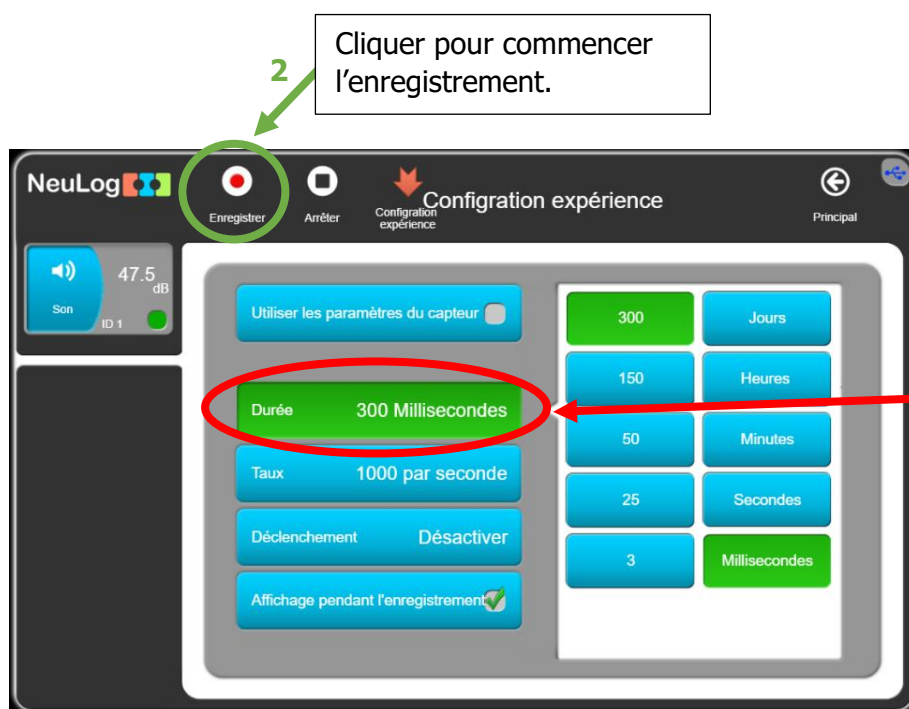 Cliquer pour commencer
l'enregistrement.
2
NeuLog
Enregistrer
Arrêter
Configration
expérience
Configration expérience
Principal
47.5
dB
Son
ID 1
Utiliser les paramètres du capteur
Durée 300 Millisecondes
Taux 1000 par seconde
Déclenchement Désactiver
Affichage pendant l'enregistrement
300 Jours
150 Heures
50 Minutes
25 Secondes
3 Millisecondes